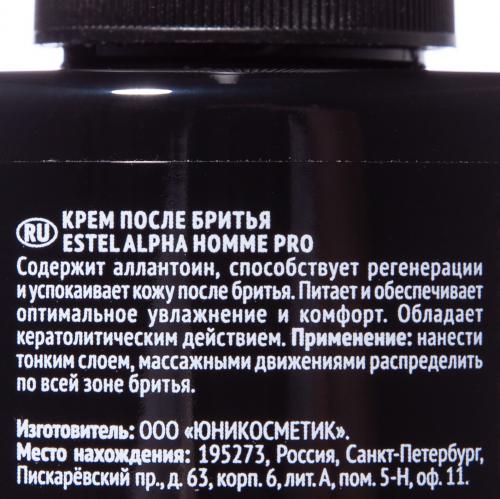 RU КРЕМ ПОСЛЕ БРИТЬЯ
ESTEL ALPHA HOMME PRO
Содержит аллантоин, способствует регенерации
и успокаивает кожу после бритья. Питает и обеспечивает
оптимальное увлажнение и комфорт. Обладает
кератолитическим действием. Применение: нанести
тонким слоем, массажными движениями распределить
по всей зоне бритья.
Изготовитель: ООО «ЮНИКОСМЕТИК».
Место нахождения: 195273, Россия, Санкт-Петербург,
Пискарёвский пр., д. 63, корп. 6, лит. А, пом. 5-Н, оф. 11.